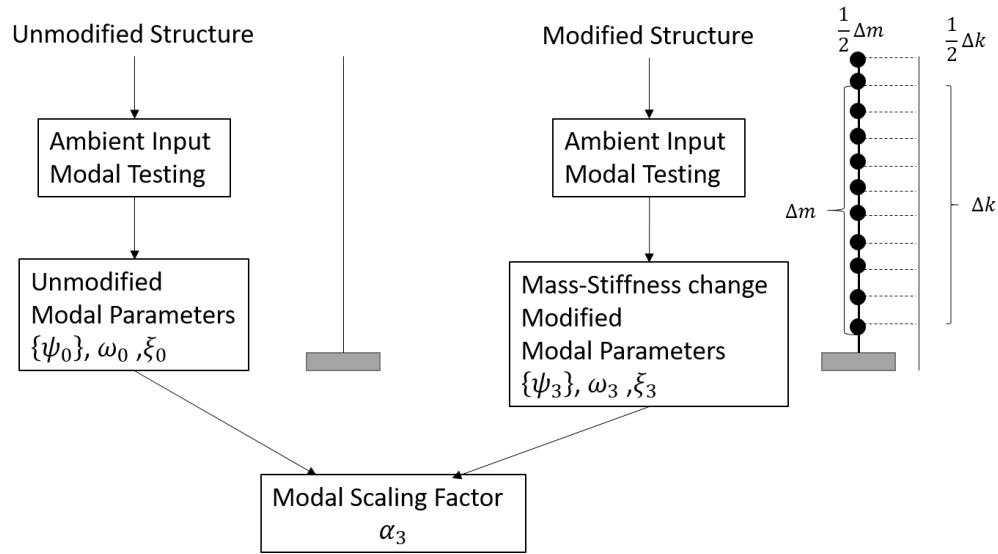 Unmodified Structure
Ambient Input
Modal Testing
Unmodified
Modal Parameters
{ψ₀}, ω₀ ,ξ₀
Modified Structure
Ambient Input
Modal Testing
Mass-Stiffness change
Modified
Modal Parameters
{ψ₃}, ω₃ ,ξ₃
½ Δm
½ Δk
Δm
Δk
Modal Scaling Factor
α₃